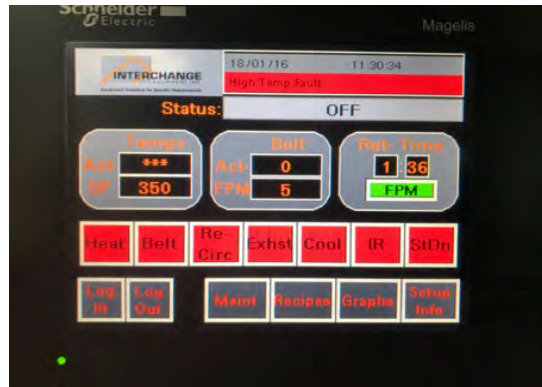 Schneider
Electric
Magelis
INTERCHANGE
18/01/16 11:30:34
High Temp Fault
Status: OFF
Temps Belt Ret- Time
Act- *** Act- 0 1 : 36
SP 350 FPM 5 FPM
Heat Belt Re-Circ Exhst Cool IR StDn
Log In Log Out Maint Recipes Graphs Setup Info